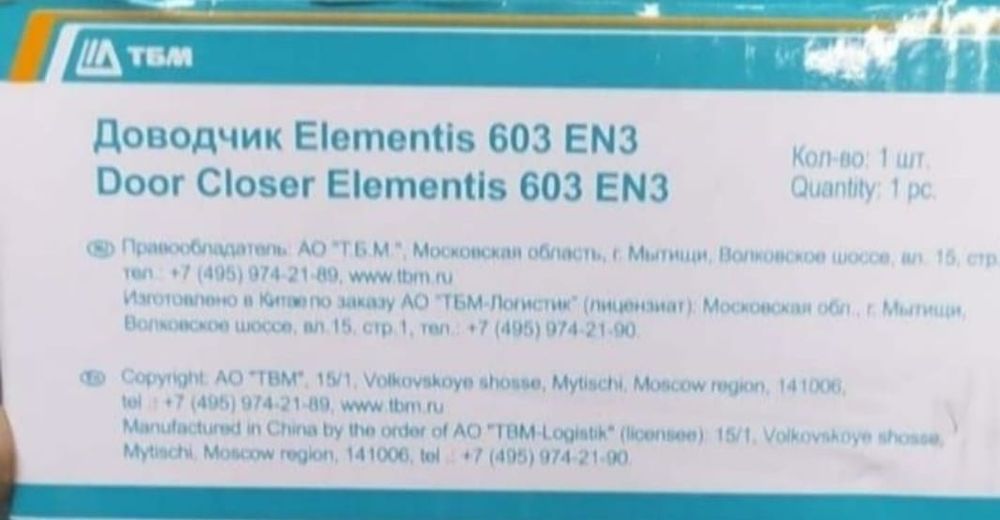 ТБМ
Доводчик Elementis 603 EN3
Door Closer Elementis 603 EN3
Кол-во: 1 шт.
Quantity: 1 pc.
Правообладатель: АО "Т.Б.М.", Московская область, г. Мытищи, Волковское шоссе, вл. 15, стр.
тел.: +7 (495) 974-21-89, www.tbm.ru
Изготовлено в Китае по заказу АО "ТБМ-Логистик" (лицензиат): Московская обл., г. Мытищи,
Волковское шоссе, вл.15, стр.1, тел.: +7 (495) 974-21-90.
Copyright: АО "ТВМ", 15/1, Volkovskoye shosse, Mytischi, Moscow region, 141006,
tel .: +7 (495) 974-21-89, www.tbm.ru
Manufactured in China by the order of АО "TBM-Logistik" (licensee): 15/1, Volkovskoye shosse,
Mytischi, Moscow region, 141006, tel .: +7 (495) 974-21-90.